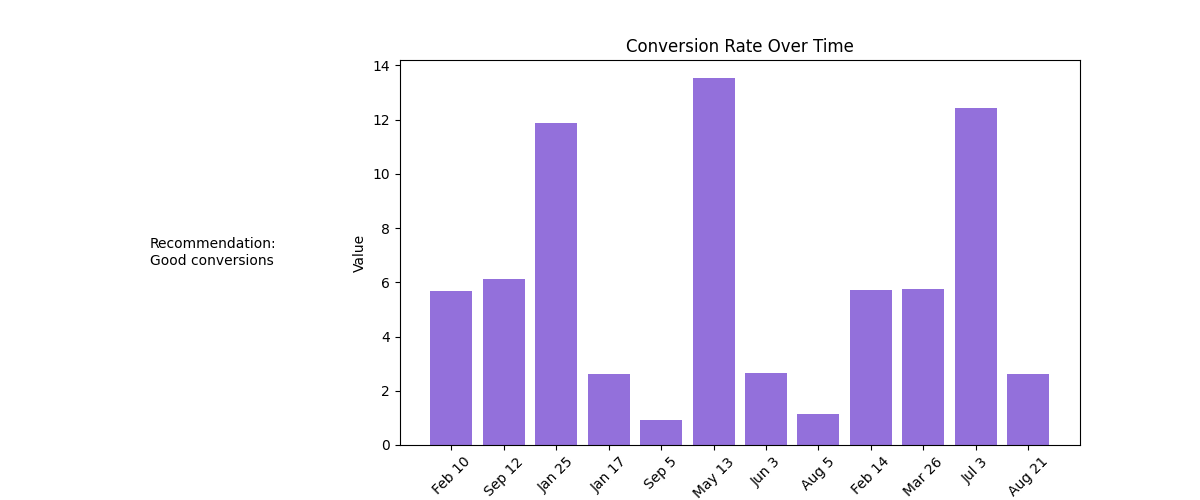 Conversion Rate Over Time
Recommendation:
Good conversions
Value
14
12
10
8
6
4
2
0
Feb 10
Sep 12
Jan 25
Jan 17
Sep 5
May 13
Jun 3
Aug 5
Feb 14
Mar 26
Jul 3
Aug 21